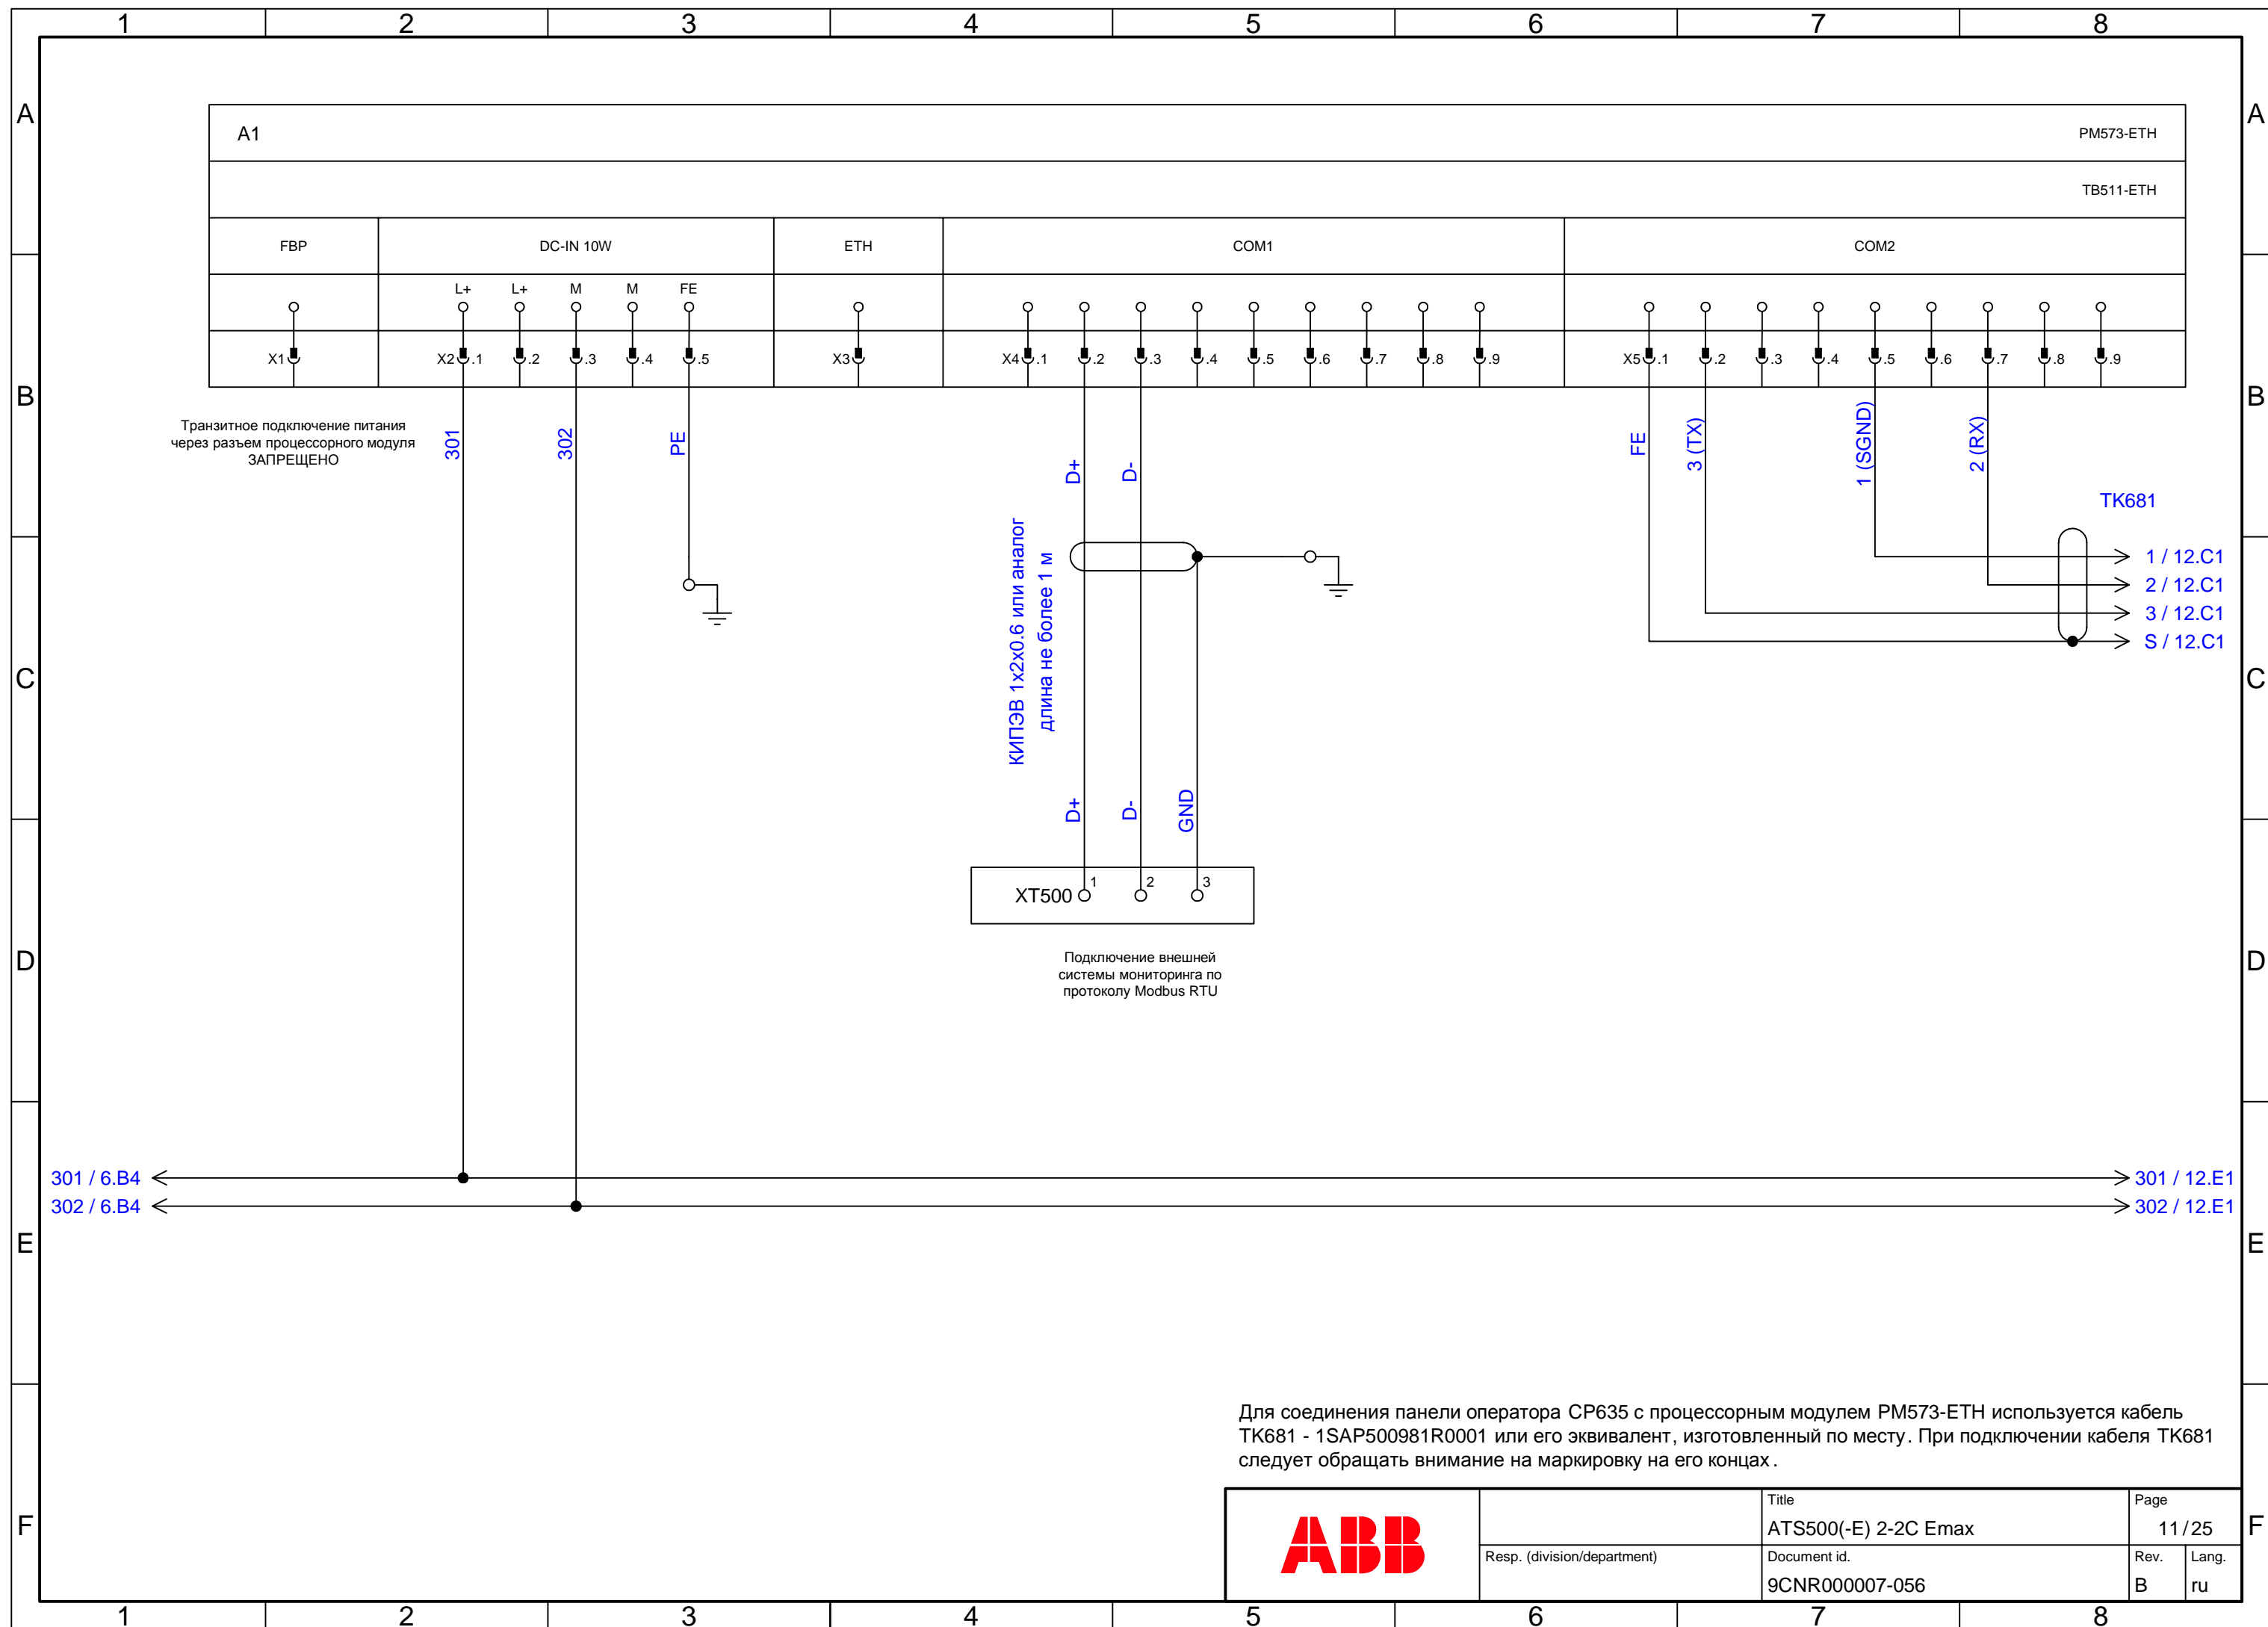 1 2 3 4 5 6 7 8
A A
A1 PM573-ETH
TB511-ETH
FBP DC-IN 10W ETH COM1 COM2
L+ L+ M M FE
X1 X2 .1 .2 .3 .4 .5 X3 X4 .1 .2 .3 .4 .5 .6 .7 .8 .9 X5 .1 .2 .3 .4 .5 .6 .7 .8 .9
B B
Транзитное подключение питания
через разъем процессорного модуля
ЗАПРЕЩЕНО
301
302
PE
D+
D-
FE
3 (TX)
1 (SGND)
2 (RX)
TK681
КИПЭВ 1x2x0.6 или аналог
длина не более 1 м
1 / 12.C1
2 / 12.C1
3 / 12.C1
S / 12.C1
C C
D+
D-
GND
XT500 1 2 3
D D
Подключение внешней
системы мониторинга по
протоколу Modbus RTU
301 / 6.B4 301 / 12.E1
302 / 6.B4 302 / 12.E1
E E
Для соединения панели оператора CP635 с процессорным модулем PM573-ETH используется кабель
TK681 - 1SAP500981R0001 или его эквивалент, изготовленный по месту. При подключении кабеля TK681
следует обращать внимание на маркировку на его концах.
F F
ABB
Title
ATS500(-E) 2-2C Emax
Page
11/25
Resp. (division/department)
Document id.
9CNR000007-056
Rev.
B
Lang.
ru
1 2 3 4 5 6 7 8